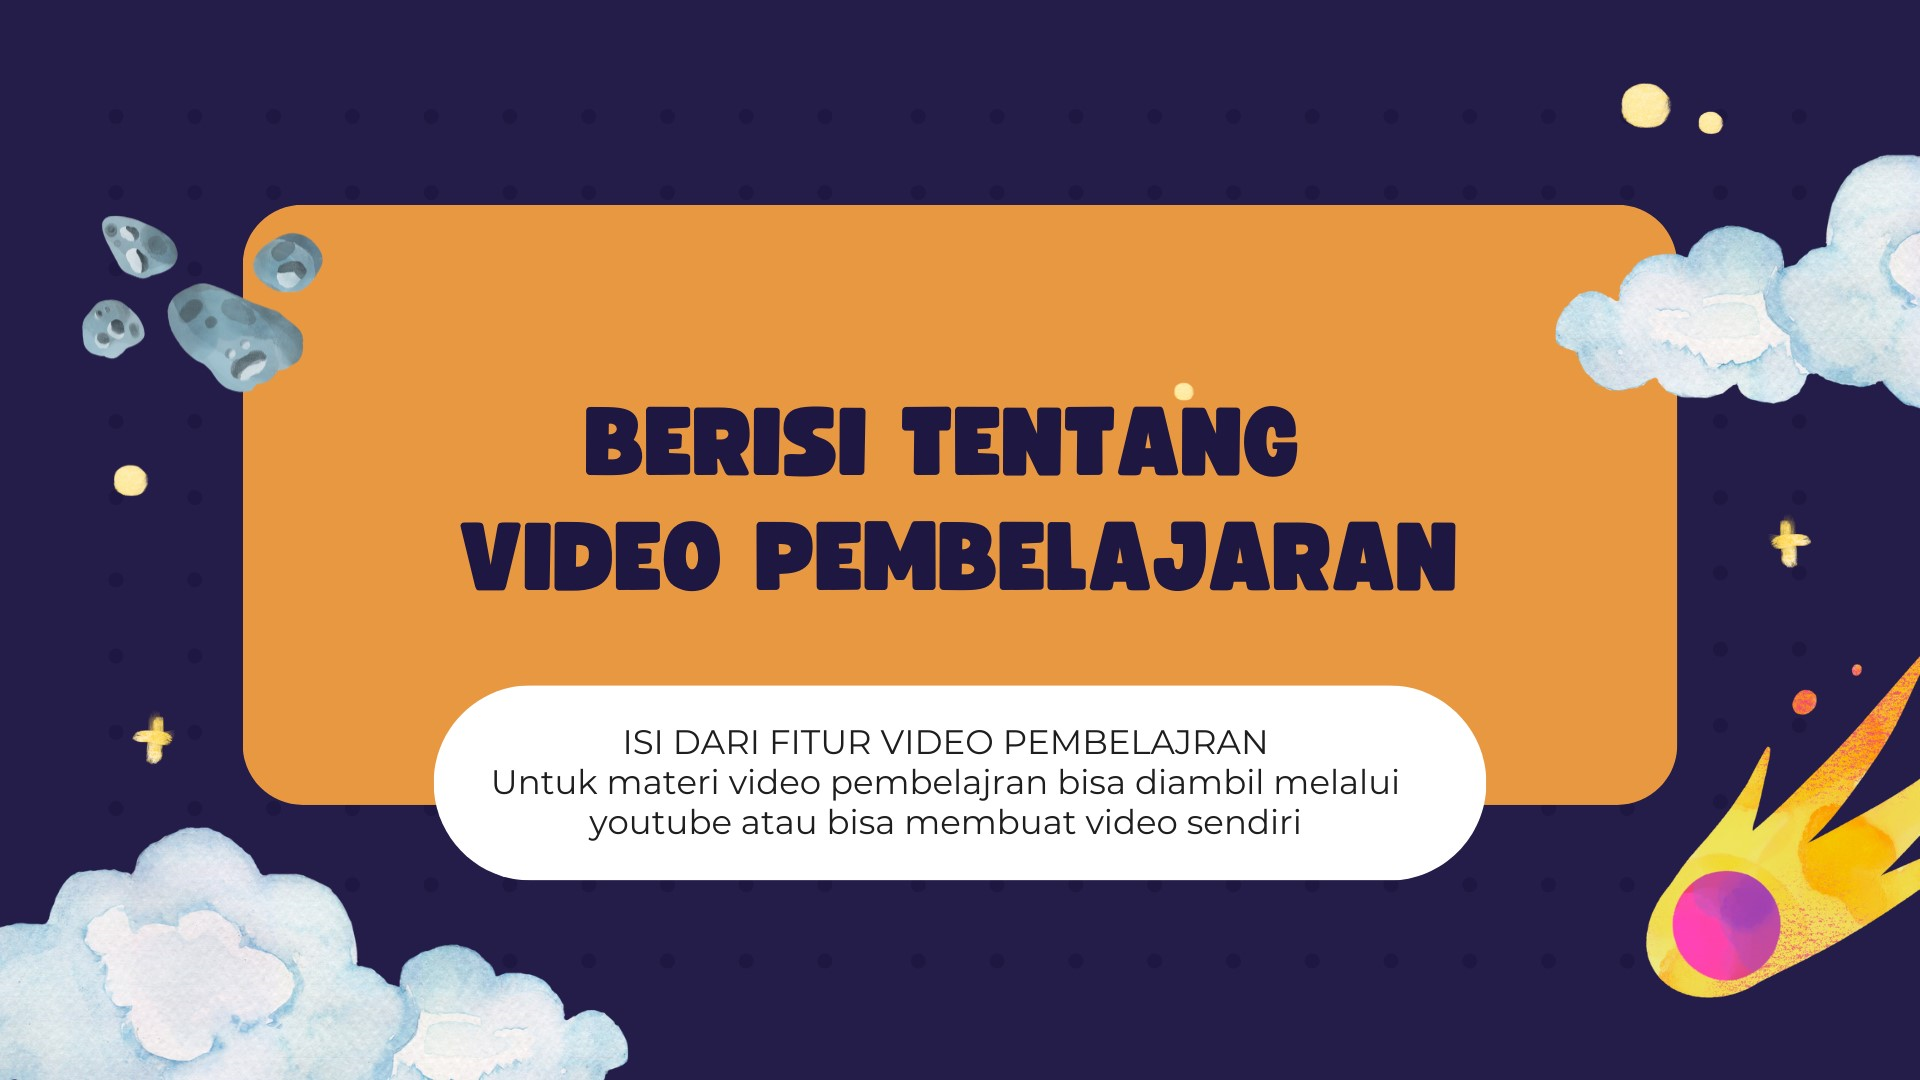 BERISI TENTANG
VIDEO PEMBELAJARAN
ISI DARI FITUR VIDEO PEMBELAJRAN
Untuk materi video pembelajran bisa diambil melalui
youtube atau bisa membuat video sendiri